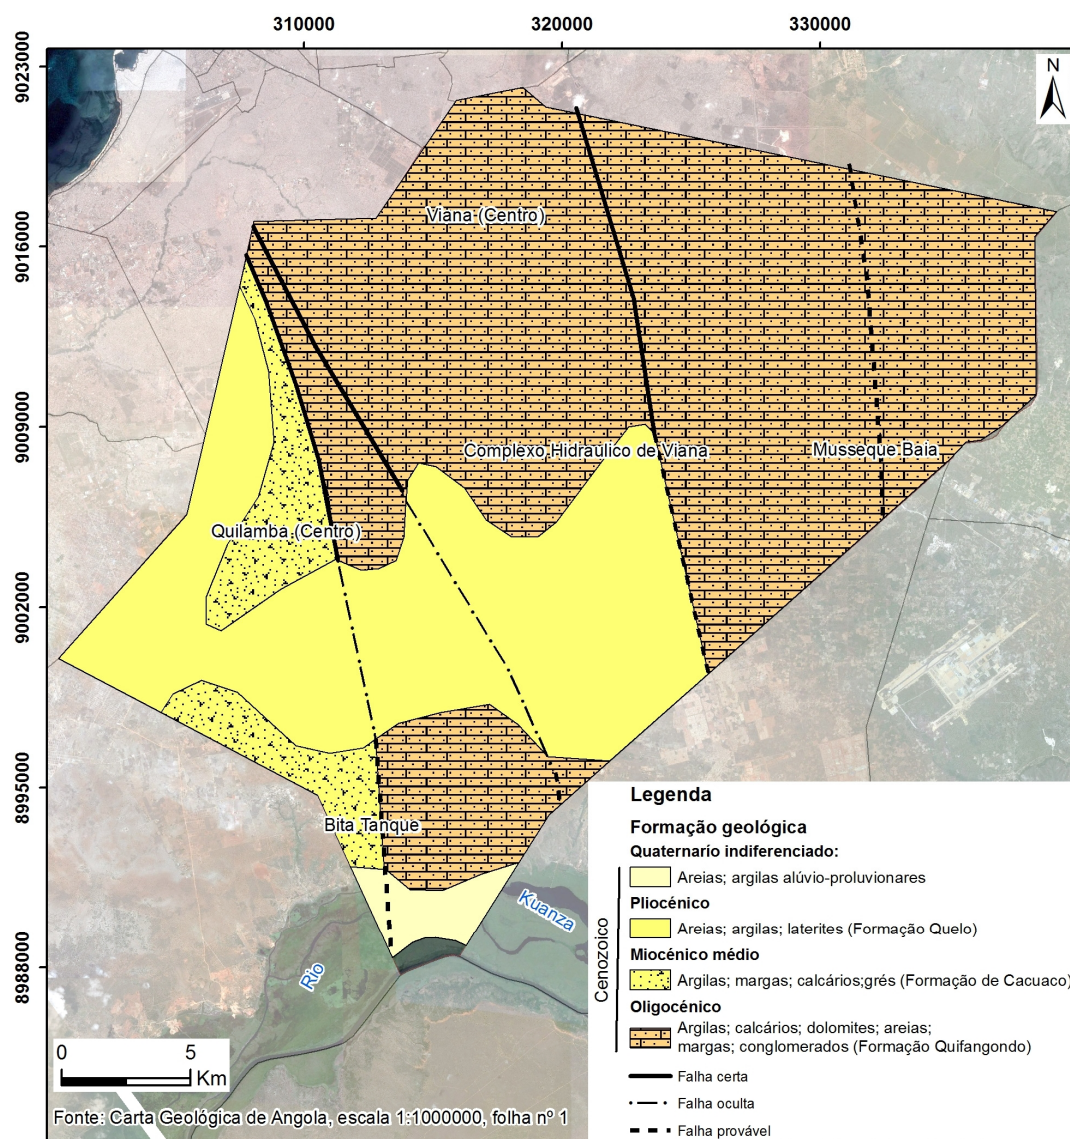 310000 320000 330000
9023000
9016000
9009000
9002000
8995000
8988000
N
Viana (Centro)
Complexo Hidraulico de Viana
Musseque Baia
Quilamba (Centro)
Bita Tanque
Kuanza
Rio
Legenda
Formação geológica
Quaternario indiferenciado:
Areias; argilas alúvio-proluvionares
Pliocénico
Areias; argilas; laterites (Formação Quelo)
Miocénico médio
Argilas; margas; calcários;grés (Formação de Cacuaco)
Oligocénico
Argilas; calcários; dolomites; areias;
margas; conglomerados (Formação Quifangondo)
Cenozoico
Falha certa
Falha oculta
Falha provável
0 5
Km
Fonte: Carta Geológica de Angola, escala 1:1000000, folha nº 1